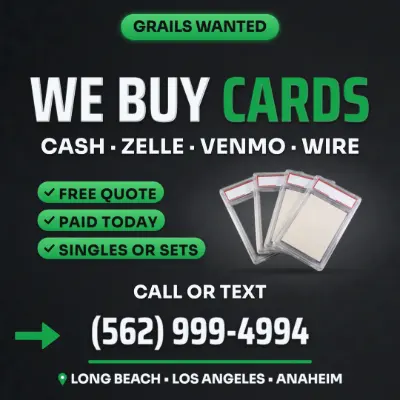 GRAILS WANTED
WE BUY CARDS
CASH · ZELLE · VENMO · WIRE
FREE QUOTE
PAID TODAY
SINGLES OR SETS
CALL OR TEXT
(562) 999-4994
LONG BEACH • LOS ANGELES • ANAHEIM